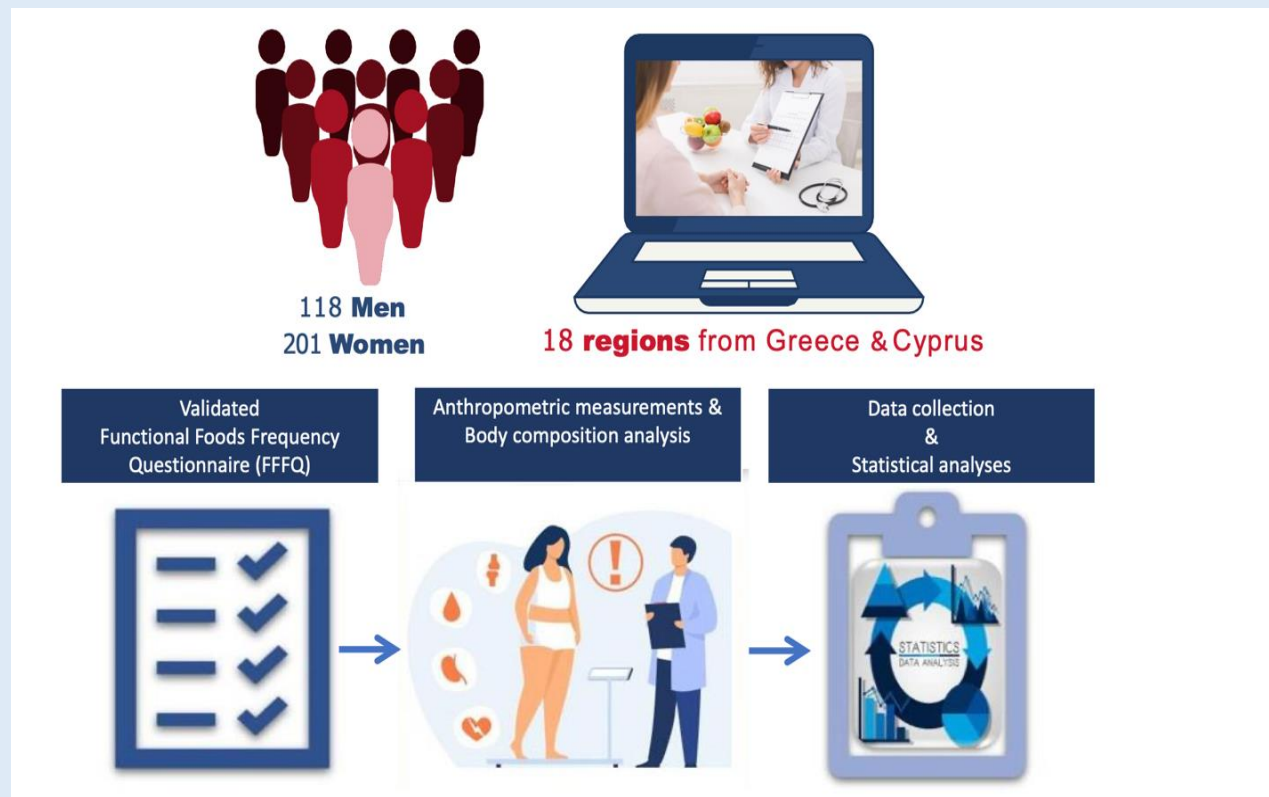 118 Men
201 Women
18 regions from Greece & Cyprus
Validated
Functional Foods Frequency
Questionnaire (FFFQ)
Anthropometric measurements &
Body composition analysis
Data collection
&
Statistical analyses
STATISTICS
DATA ANALYSIS